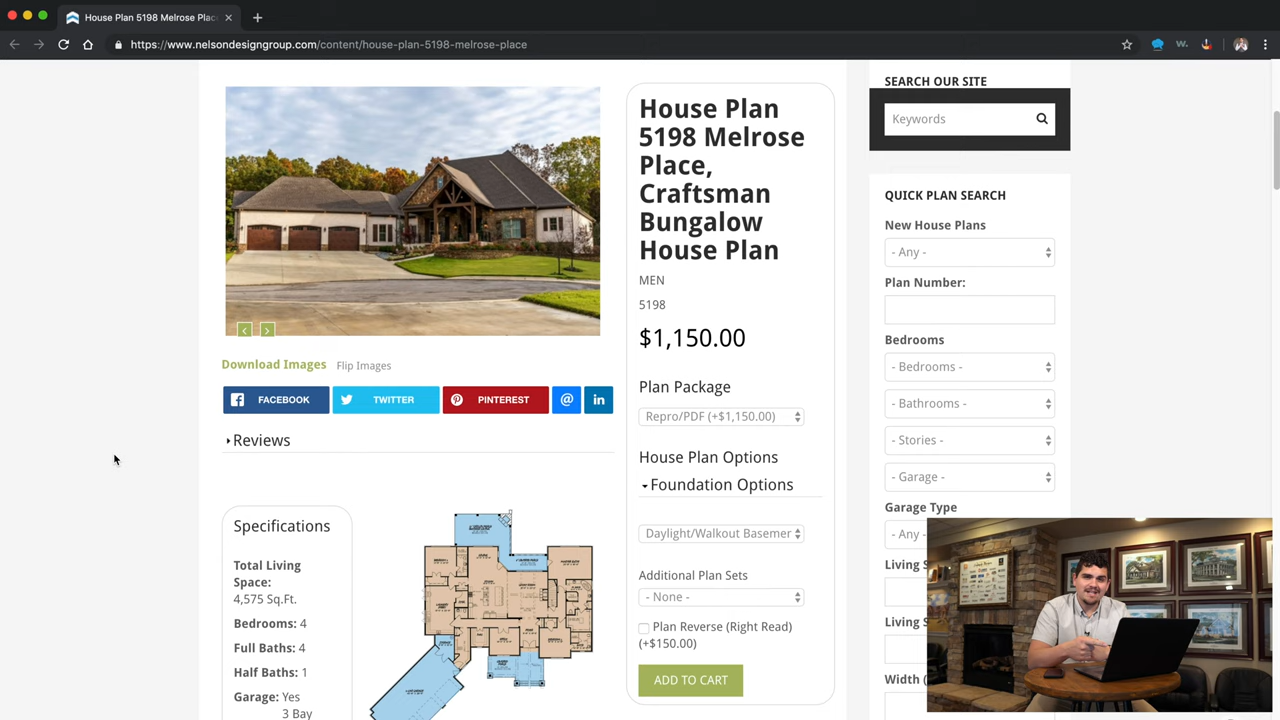 House Plan 5198 Melrose Plac
https://www.nelsondesigngroup.com/content/house-plan-5198-melrose-place
W.
Download Images
Flip Images
FACEBOOK
TWITTER
PINTEREST
@
in
Reviews
Specifications
Total Living
Space:
4,575 Sq.Ft.
Bedrooms: 4
Full Baths: 4
Half Baths: 1
Garage: Yes
3 Bay
House Plan
5198 Melrose
Place,
Craftsman
Bungalow
House Plan
MEN
5198
$1,150.00
Plan Package
Repro/PDF (+$1,150.00)
House Plan Options
Foundation Options
Daylight/Walkout Basemer
Additional Plan Sets
- None -
Plan Reverse (Right Read)
(+$150.00)
ADD TO CART
SEARCH OUR SITE
Keywords
QUICK PLAN SEARCH
New House Plans
- Any -
Plan Number:
Bedrooms
- Bedrooms -
- Bathrooms -
- Stories -
- Garage -
Garage Type
- Any -
Living S
Living S
Width (